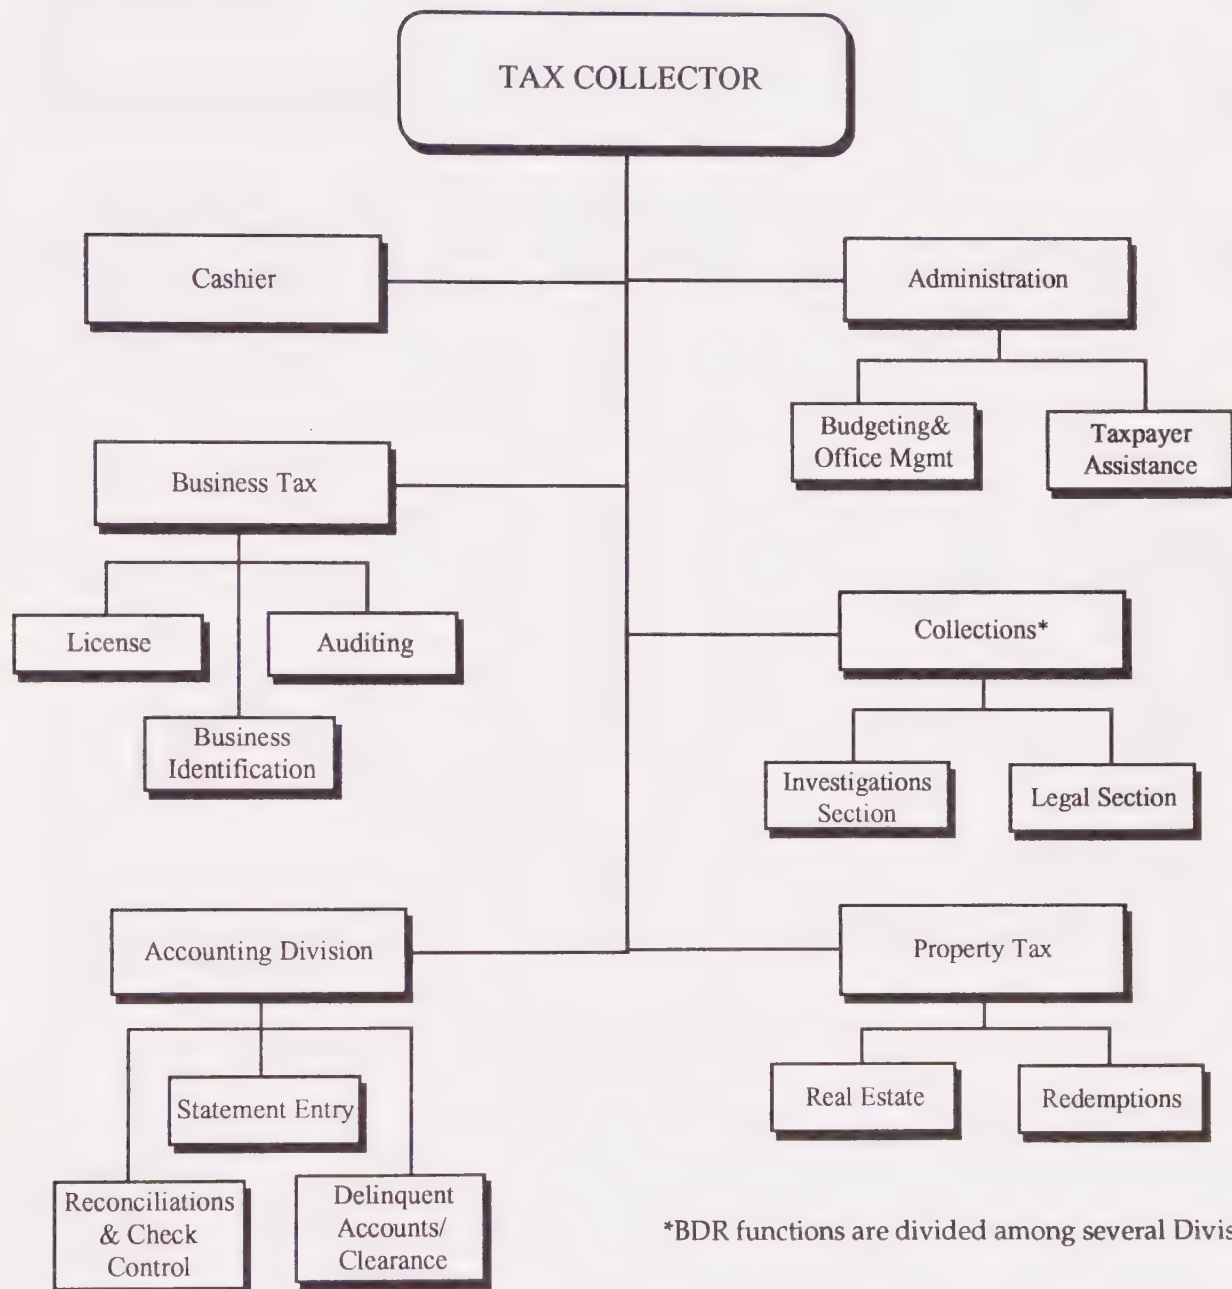 TAX COLLECTOR
Cashier
Administration
Budgeting&
Office Mgmt
Taxpayer
Assistance
Business Tax
License
Auditing
Business
Identification
Collections*
Investigations
Section
Legal Section
Accounting Division
Statement Entry
Reconciliations
& Check
Control
Delinquent
Accounts/
Clearance
Property Tax
Real Estate
Redemptions
*BDR functions are divided among several